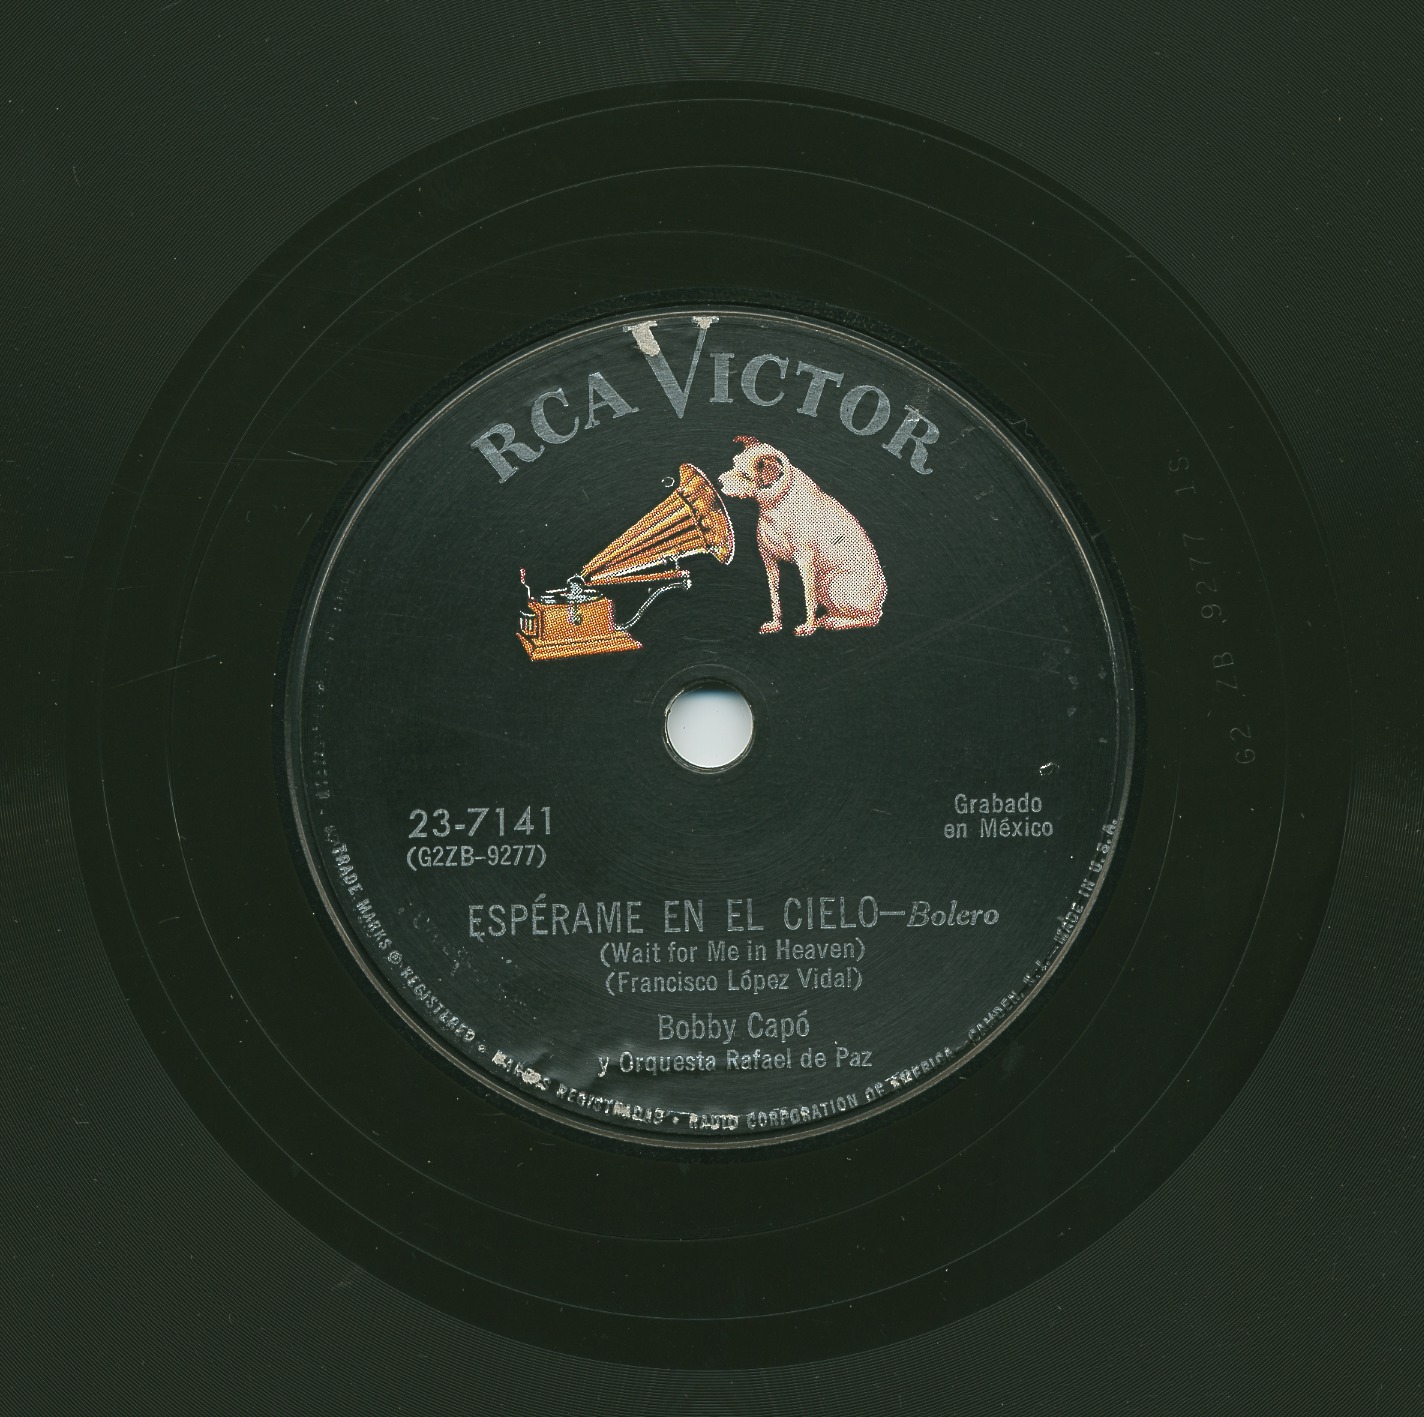 RCA VICTOR
23-7141
(G2ZB-9277)
Grabado
en México
ESPÉRAME EN EL CIELO—Bolero
(Wait for Me in Heaven)
(Francisco López Vidal)
Bobby Capó
y Orquesta Rafael de Paz
TRADE MARKS ® REGISTERED • MARCAS REGISTRADAS • RADIO CORPORATION OF AMERICA—CAMDEN, N.J.—MADE IN U.S.A.
G2 ZB 9277 1S